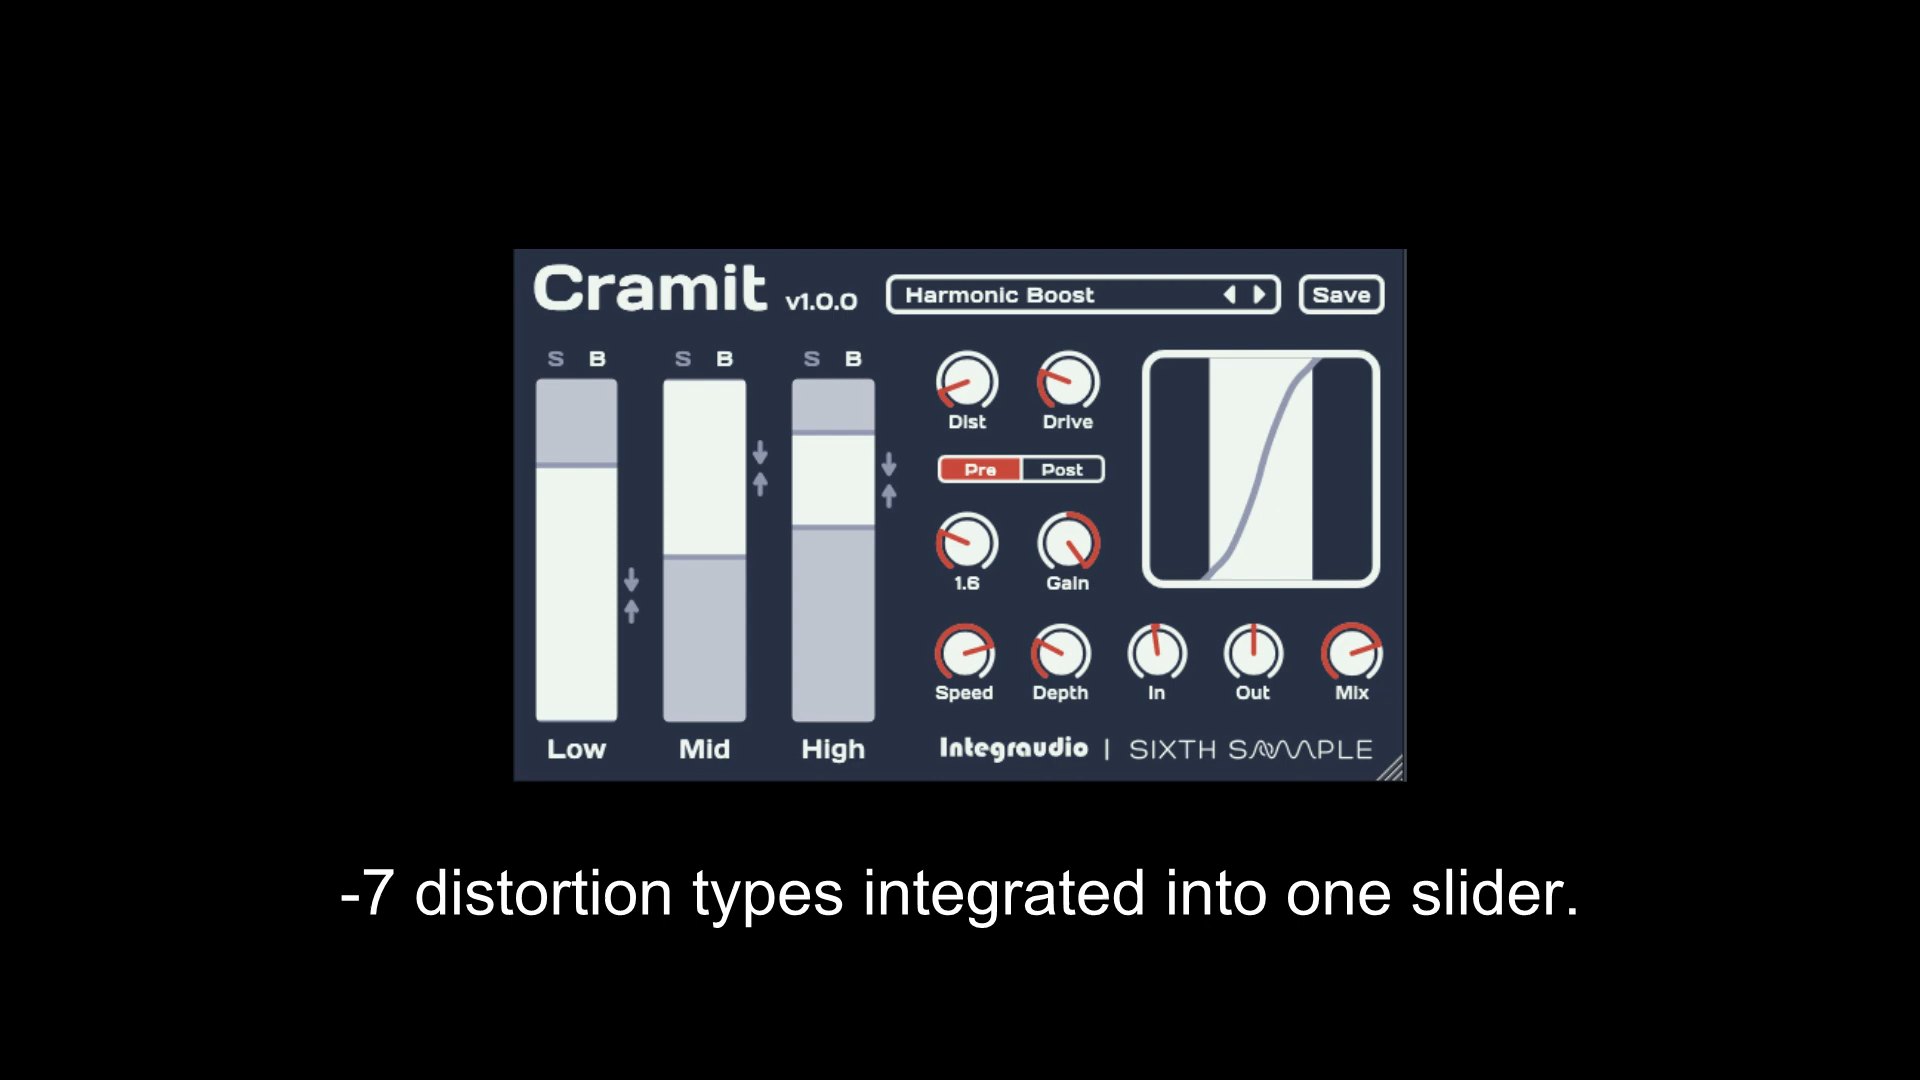 Cramit v1.0.0 Harmonic Boost Save
S B S B S B
Dist Drive
Pre Post
1.6 Gain
Speed Depth In Out Mix
Low Mid High Integraudio | SIXTH SAMPLE
-7 distortion types integrated into one slider.